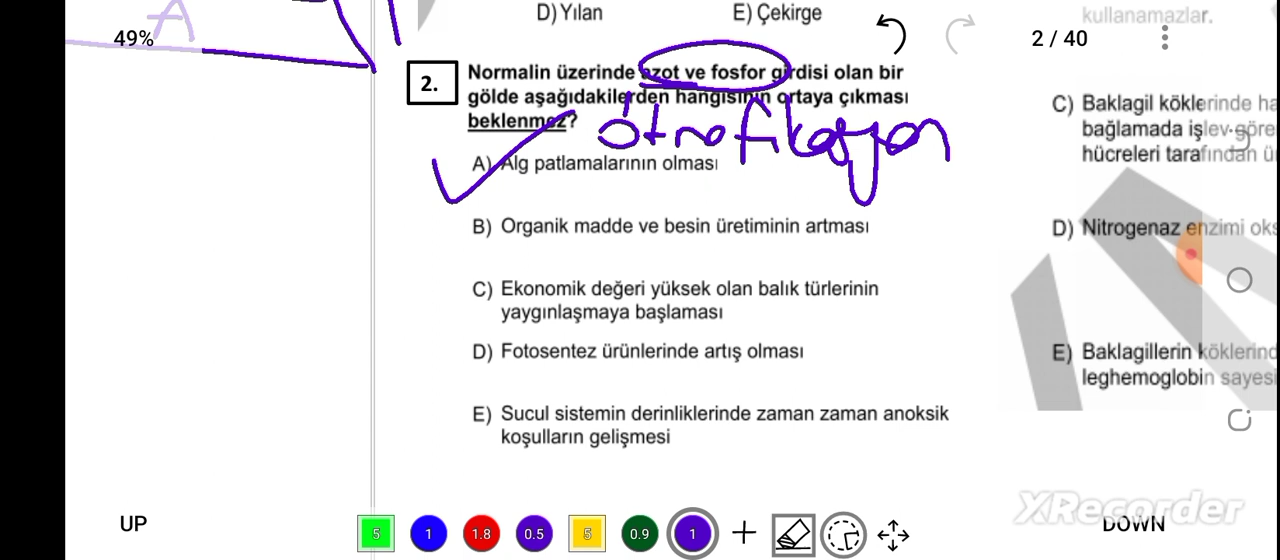 D) Yılan
E) Çekirge
kullanamazlar.
A
49%
2 / 40
2.
Normalin üzerinde azot ve fosfor girdisi olan bir
gölde aşağıdakilerden hangisinin ortaya çıkması
beklenmez?
ötrofikasyon
A) Alg patlamalarının olması
B) Organik madde ve besin üretiminin artması
C) Ekonomik değeri yüksek olan balık türlerinin
yaygınlaşmaya başlaması
D) Fotosentez ürünlerinde artış olması
E) Sucul sistemin derinliklerinde zaman zaman anoksik
koşulların gelişmesi
C) Baklagil köklerinde
bağlamada işlev
hücreleri tarafından
D) Nitrogenaz enzimi
E) Baklagillerin
leghemoglobin
XRecorder
UP
5
1
1.8
0.5
5
0.9
1
DOWN